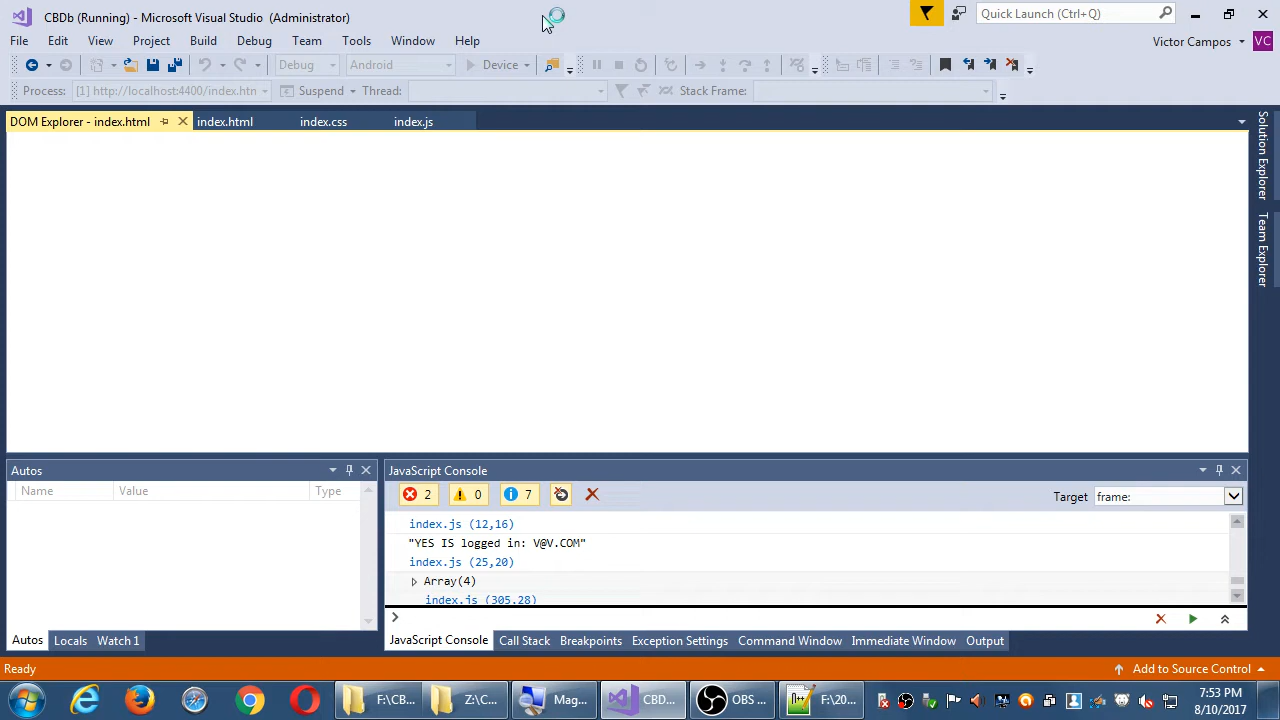 CBDb (Running) - Microsoft Visual Studio (Administrator)
Quick Launch (Ctrl+Q)
File Edit View Project Build Debug Team Tools Window Help
Victor Campos VC
Debug Android Device
Process: [1] http://localhost:4400/index.htn Suspend Thread: Stack Frame:
DOM Explorer - index.html index.html index.css index.js
Solution Explorer
Team Explorer
Autos
Name Value Type
JavaScript Console
2 0 7 Target frame:
index.js (12,16)
"YES IS logged in: V@V.COM"
index.js (25,20)
Array(4)
index.js (305,28)
Autos Locals Watch 1
JavaScript Console Call Stack Breakpoints Exception Settings Command Window Immediate Window Output
Ready
Add to Source Control
F:\CB... Z:\C... Mag... CBD... OBS ... F:\20...
7:53 PM
8/10/2017